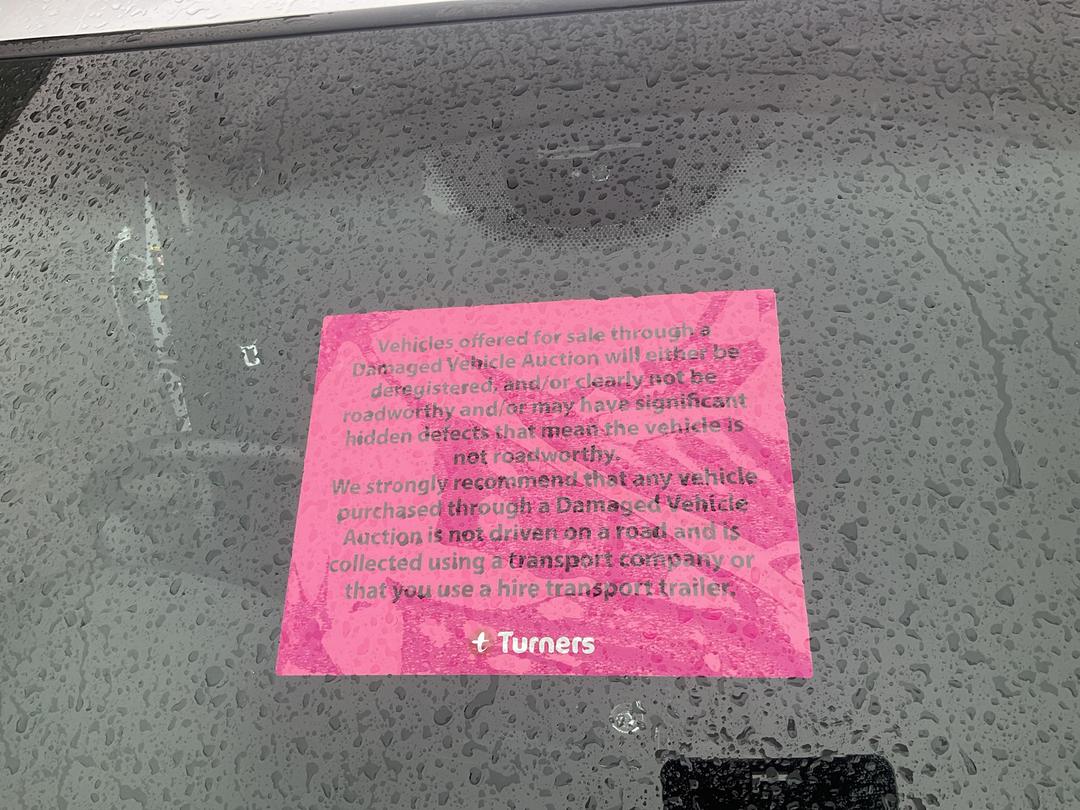 Vehicles offered for sale through a
Damaged Vehicle Auction will either be
deregistered, and/or clearly not be
roadworthy and/or may have significant
hidden defects that mean the vehicle is
not roadworthy.
We strongly recommend that any vehicle
purchased through a Damaged Vehicle
Auction is not driven on a road and is
collected using a transport company or
that you use a hire transport trailer.
t Turners